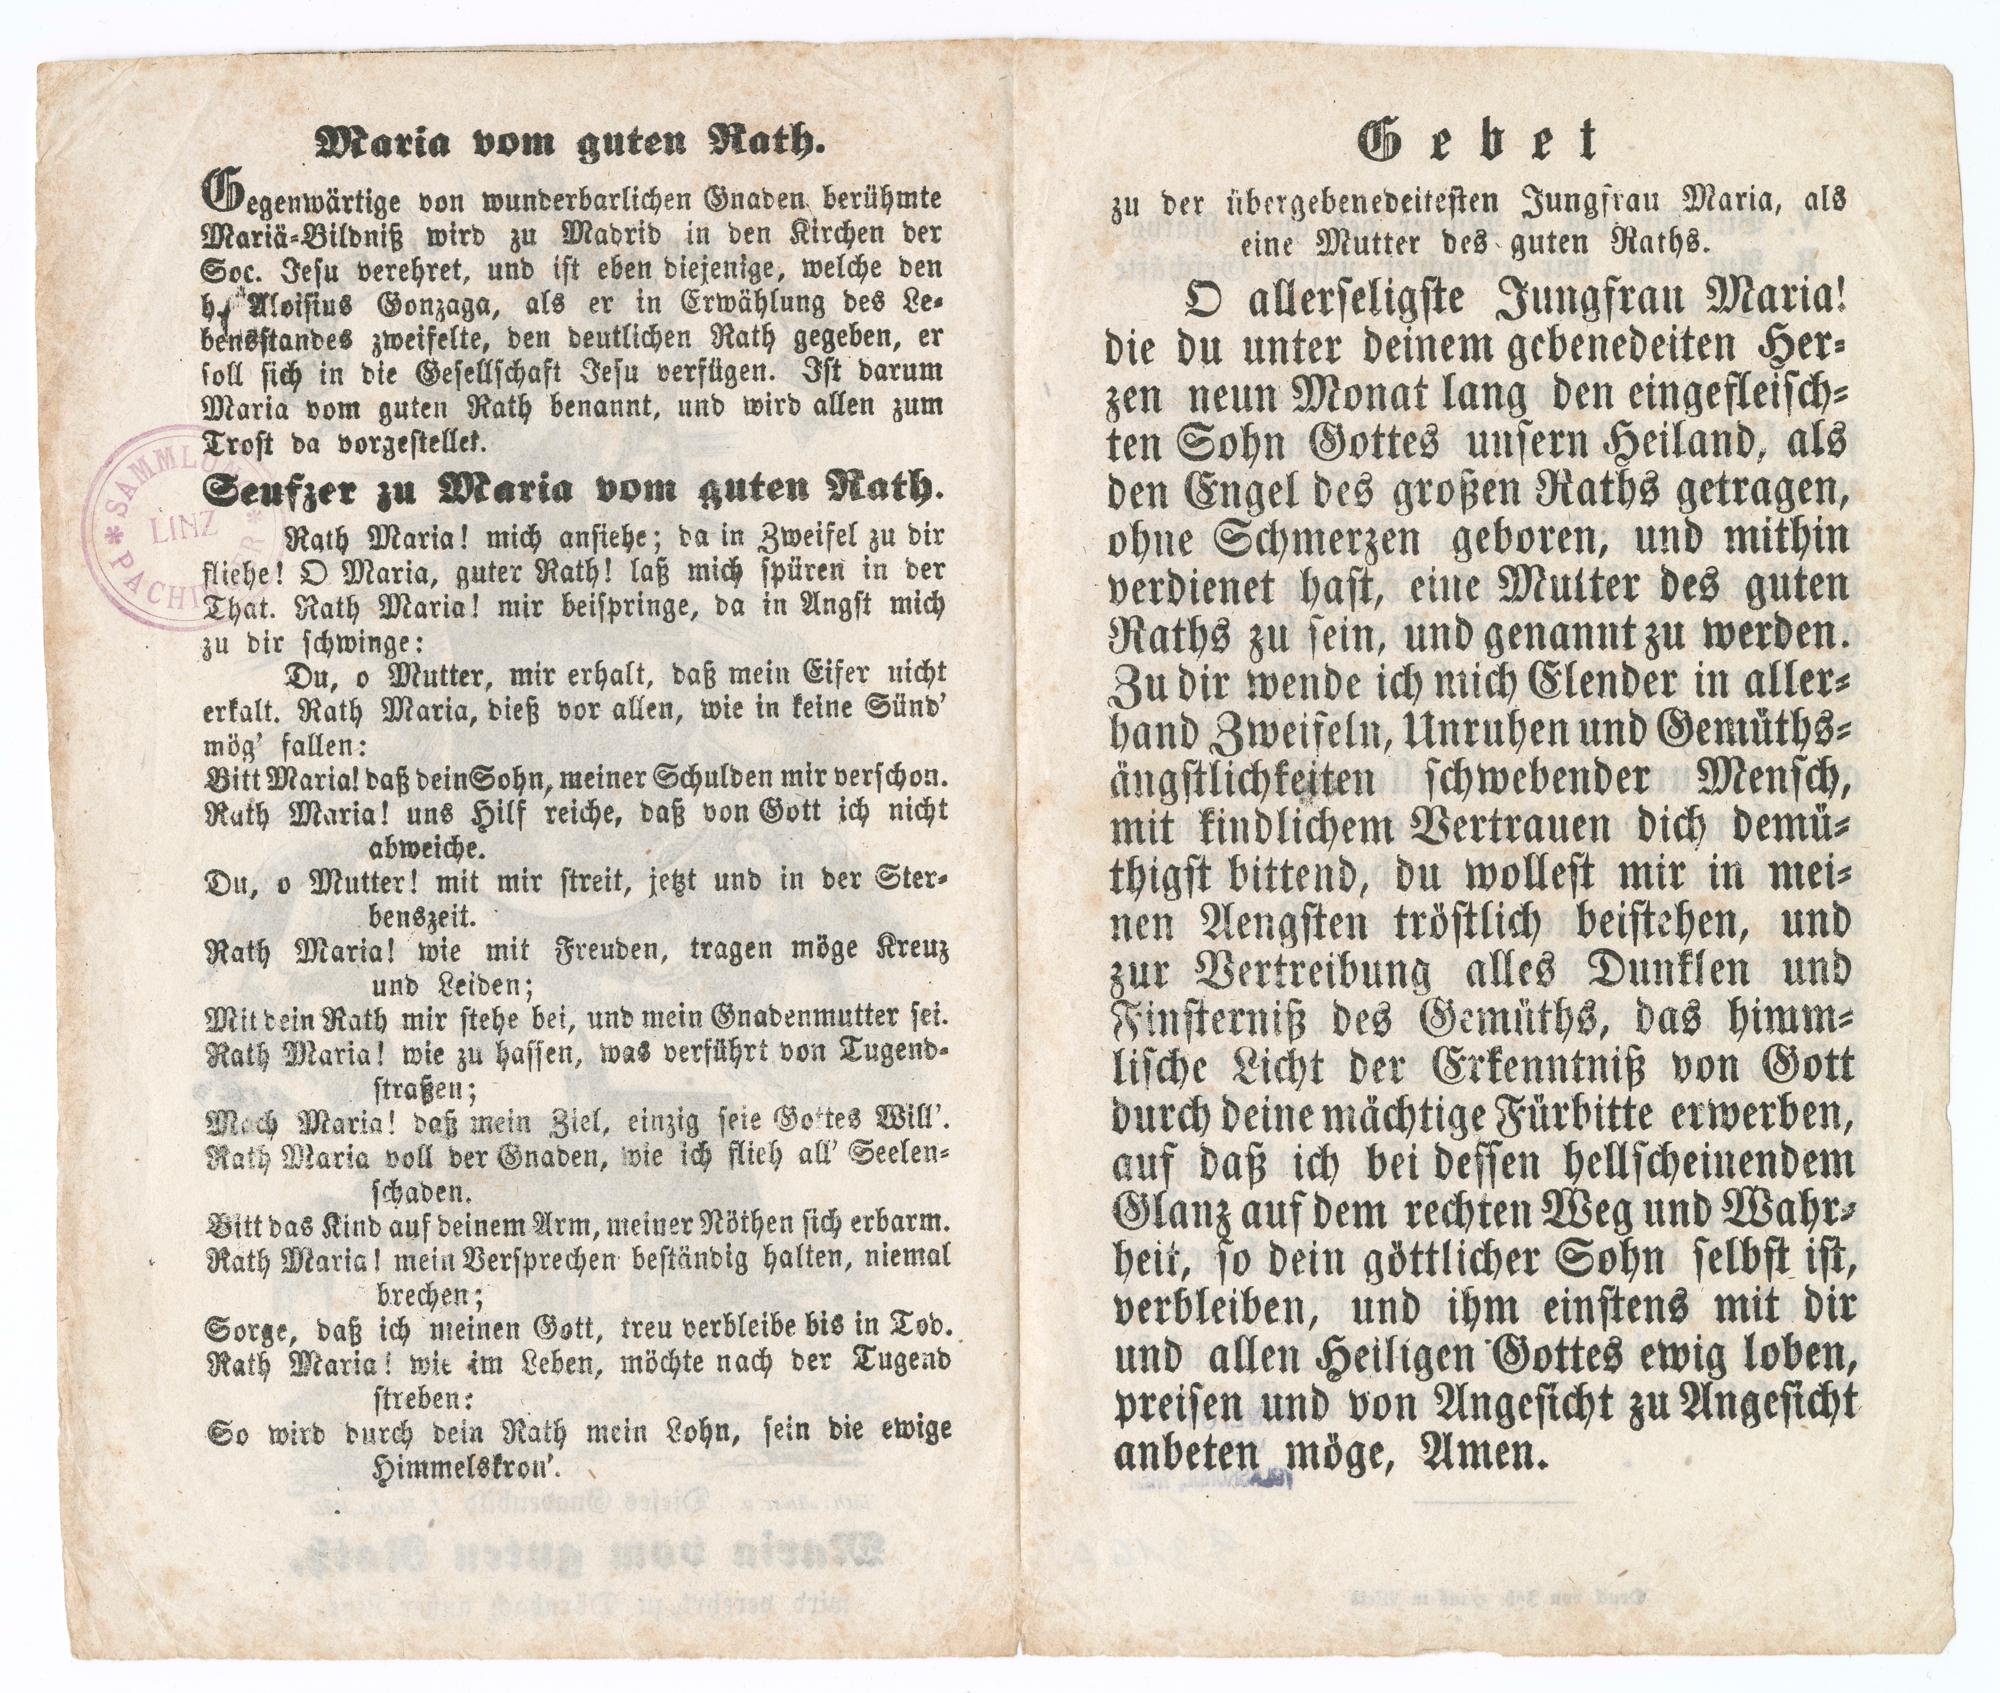 Maria vom guten Rath.
Gegenwärtige von wunderbarlichen Gnaden berühmte
Mariä-Bildniß wird zu Madrid in den Kirchen der
Soc. Jesu verehret, und ist eben diejenige, welche den
h. Aloisius Gonzaga, als er in Erwählung des Le-
bensstandes zweifelte, den deutlichen Rath gegeben, er
soll sich in die Gesellschaft Jesu verfügen. Ist darum
Maria vom guten Rath benannt, und wird allen zum
Trost da vorgestellet.
Seufzer zu Maria vom guten Rath.
Rath Maria! mich ansiehe; da in Zweifel zu dir
fliehe! O Maria, guter Rath! laß mich spüren in der
That. Rath Maria! mir beispringe, da in Angst mich
zu dir schwinge:
Du, o Mutter, mir erhalt, daß mein Eifer nicht
erkalt. Rath Maria, dieß vor allen, wie in keine Sünd'
mög' fallen:
Bitt Maria! daß dein Sohn, meiner Schulden mir verschon.
Rath Maria! uns Hilf reiche, daß von Gott ich nicht
abweiche.
Du, o Mutter! mit mir streit, jetzt und in der Ster-
benszeit.
Rath Maria! wie mit Freuden, tragen möge Kreuz
und Leiden;
Mit dein Rath mir stehe bei, und mein Gnadenmutter sei.
Rath Maria! wie zu hassen, was verführt von Tugend-
straßen;
Mach Maria! daß mein Ziel, einzig seie Gottes Will'.
Rath Maria voll der Gnaden, wie ich flieh all' Seelen-
schaden.
Bitt das Kind auf deinem Arm, meiner Nöthen sich erbarm.
Rath Maria! mein Versprechen beständig halten, niemal
brechen;
Sorge, daß ich meinen Gott, treu verbleibe bis in Tod.
Rath Maria! wie im Leben, möchte nach der Tugend
streben:
So wird durch dein Rath mein Lohn, sein die ewige
Himmelskron'.
SAMMLUNG
LINZ
Gebet
zu der übergebenedeitesten Jungfrau Maria, als
eine Mutter des guten Raths.
O allerseligste Jungfrau Maria!
die du unter deinem gebenedeiten Her-
zen neun Monat lang den eingefleisch-
ten Sohn Gottes unsern Heiland, als
den Engel des großen Raths getragen,
ohne Schmerzen geboren, und mithin
verdienet hast, eine Mutter des guten
Raths zu sein, und genannt zu werden.
Zu dir wende ich mich Elender in aller-
hand Zweifeln, Unruhen und Gemüths-
ängstlichkeiten schwebender Mensch,
mit kindlichem Vertrauen dich demü-
thigst bittend, du wollest mir in mei-
nen Aengsten tröstlich beistehen, und
zur Vertreibung alles Dunklen und
Finsterniß des Gemüths, das himm-
lische Licht der Erkenntniß von Gott
durch deine mächtige Fürbitte erwerben,
auf daß ich bei dessen hellscheinendem
Glanz auf dem rechten Weg und Wahr-
heit, so dein göttlicher Sohn selbst ist,
verbleiben, und ihm einstens mit dir
und allen Heiligen Gottes ewig loben,
preisen und von Angesicht zu Angesicht
anbeten möge, Amen.